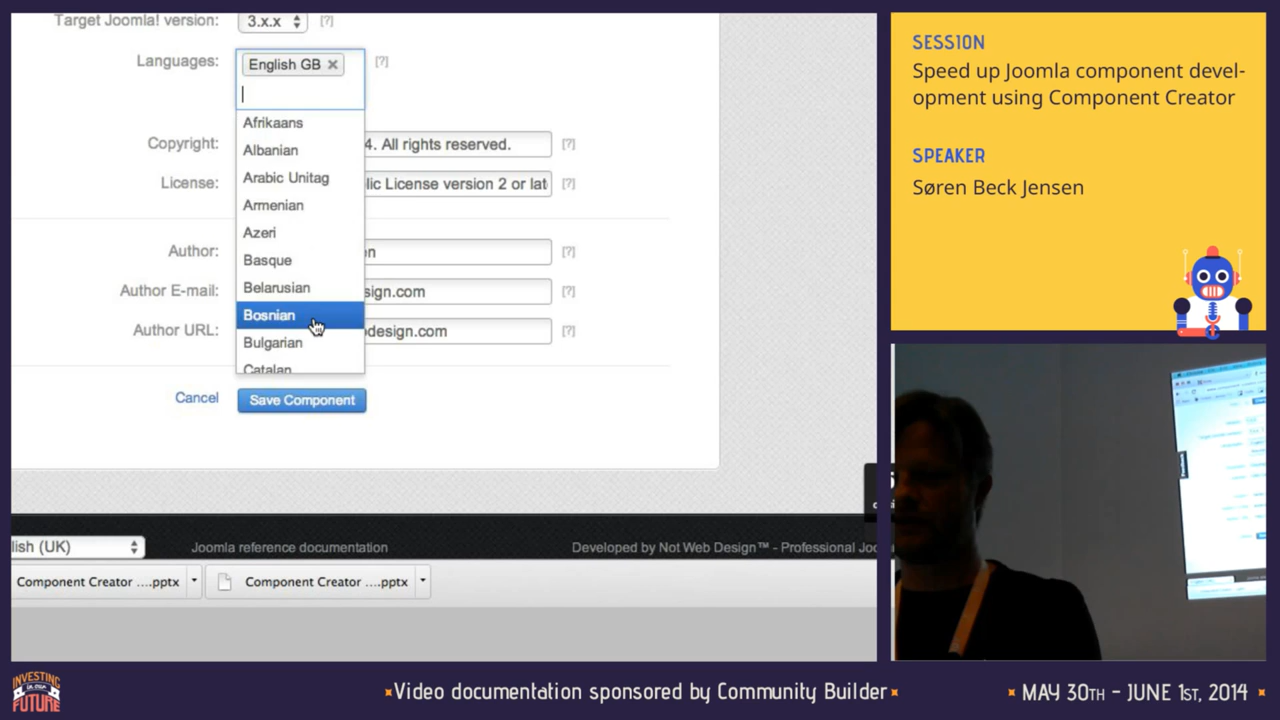 Target Joomla! version:
3.x.x
[?]
Languages:
English GB ×
[?]
Afrikaans
Albanian
Arabic Unitag
Armenian
Azeri
Basque
Belarusian
Bosnian
Bulgarian
Catalan
Copyright:
4. All rights reserved.
[?]
License:
lic License version 2 or lat
[?]
Author:
en
[?]
Author E-mail:
sign.com
[?]
Author URL:
odesign.com
[?]
Cancel
Save Component
lish (UK)
Joomla reference documentation
Developed by Not Web Design™ - Professional Joo
Component Creator ....pptx
Component Creator ....pptx
SESSION
Speed up Joomla component devel-
opment using Component Creator
SPEAKER
Søren Beck Jensen
INVESTING
IN OUR
FUTURE
Video documentation sponsored by Community Builder
MAY 30TH - JUNE 1ST, 2014